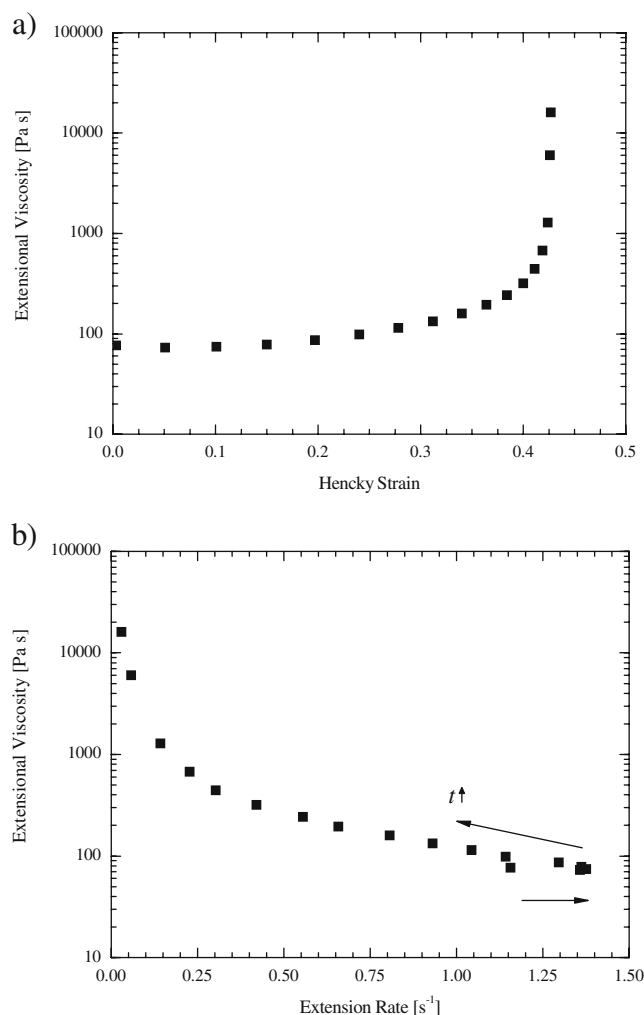 a)
100000
10000
1000
100
10
Extensional Viscosity [Pa s]
0.0 0.1 0.2 0.3 0.4 0.5
Hencky Strain
b)
100000
10000
1000
100
10
Extensional Viscosity [Pa s]
t
0.00 0.25 0.50 0.75 1.00 1.25 1.50
Extension Rate [s-1]